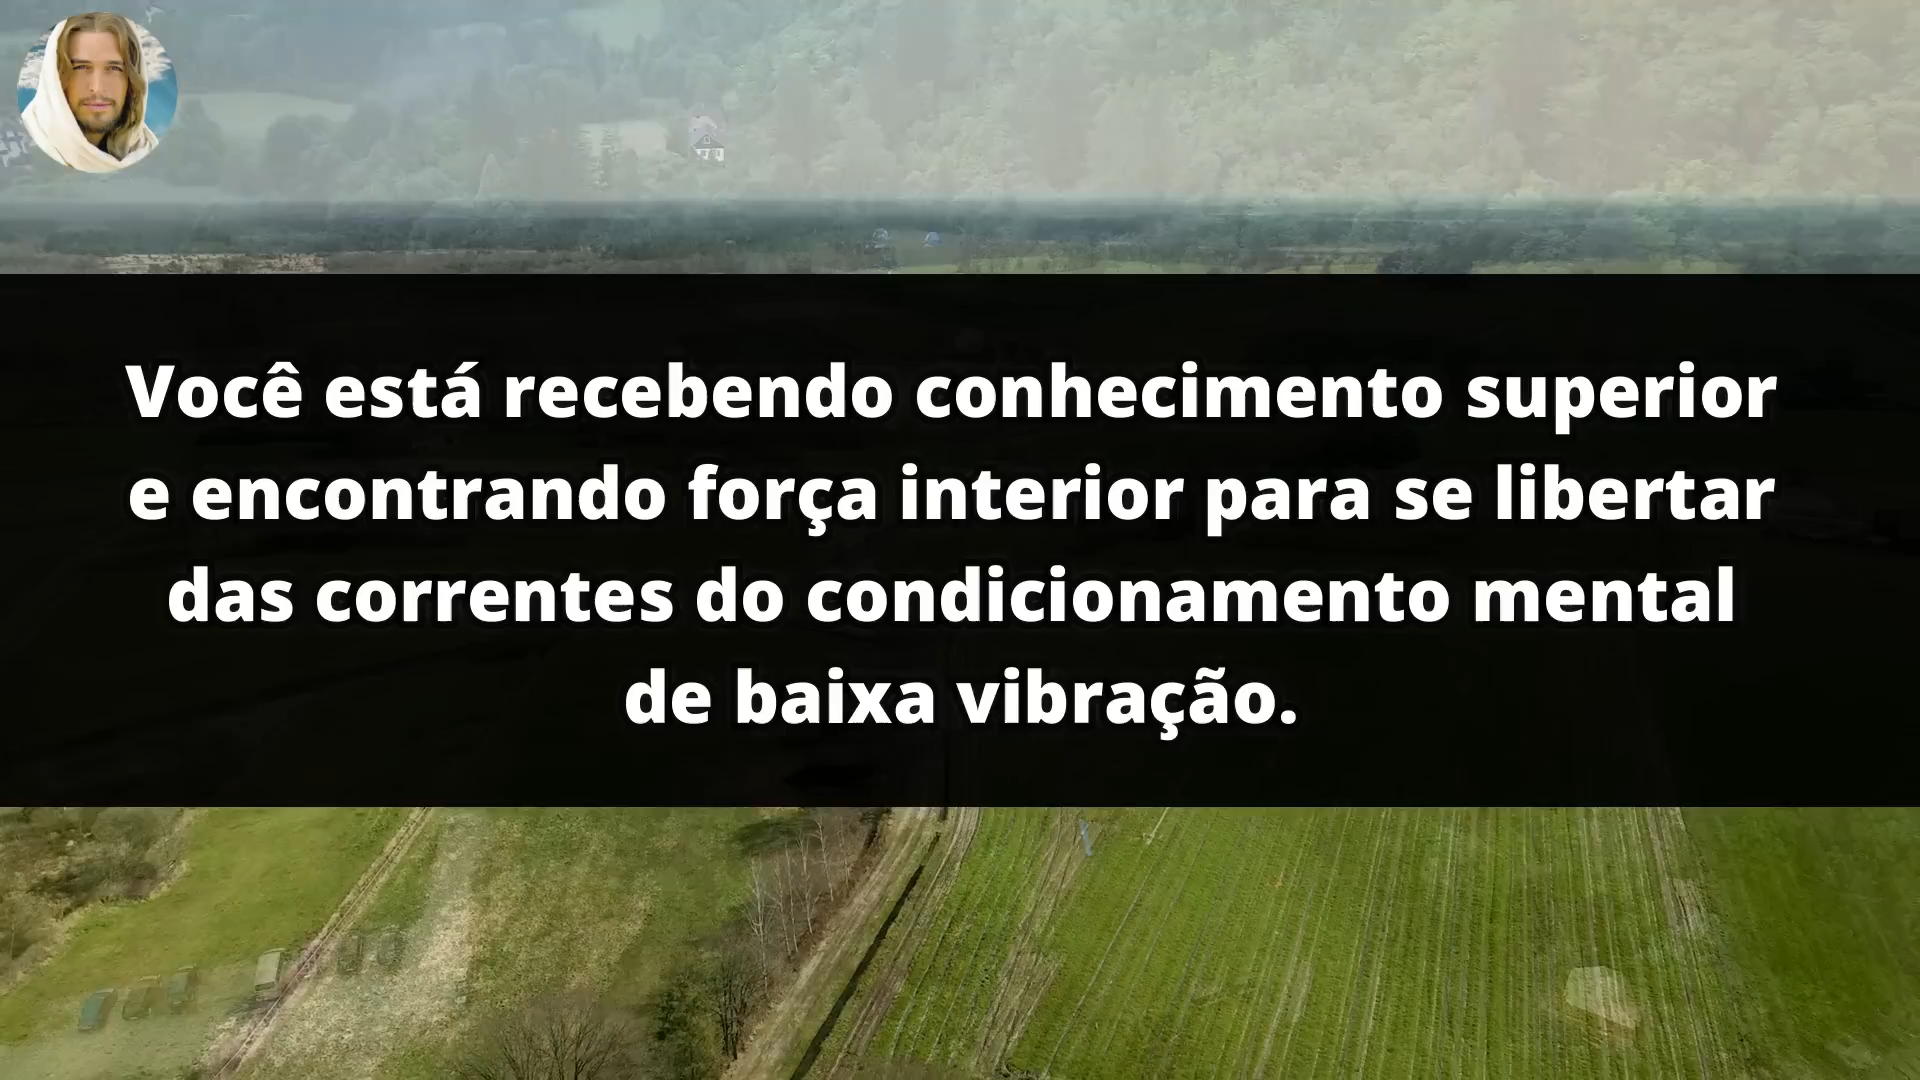 Você está recebendo conhecimento superior
e encontrando força interior para se libertar
das correntes do condicionamento mental
de baixa vibração.